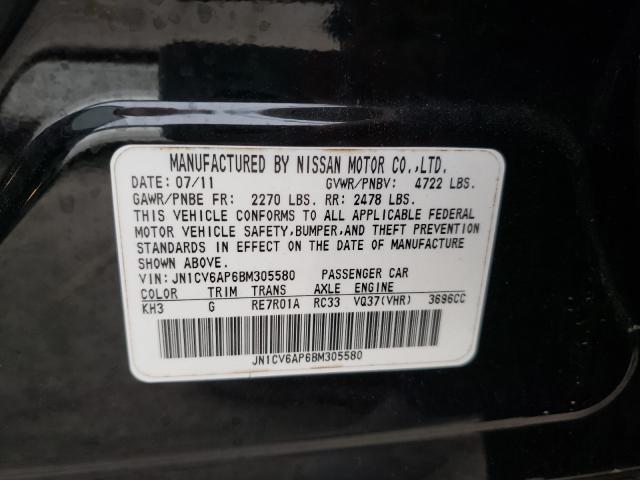 MANUFACTURED BY NISSAN MOTOR CO.,LTD.
DATE: 07/11 GVWR/PNBV: 4722 LBS.
GAWR/PNBE FR: 2270 LBS. RR: 2478 LBS.
THIS VEHICLE CONFORMS TO ALL APPLICABLE FEDERAL
MOTOR VEHICLE SAFETY,BUMPER,AND THEFT PREVENTION
STANDARDS IN EFFECT ON THE DATE OF MANUFACTURE
SHOWN ABOVE.
VIN: JN1CV6AP6BM305580 PASSENGER CAR
COLOR TRIM TRANS AXLE ENGINE
KH3 G RE7R01A RC33 VQ37(VHR) 3696CC
JN1CV6AP6BM305580